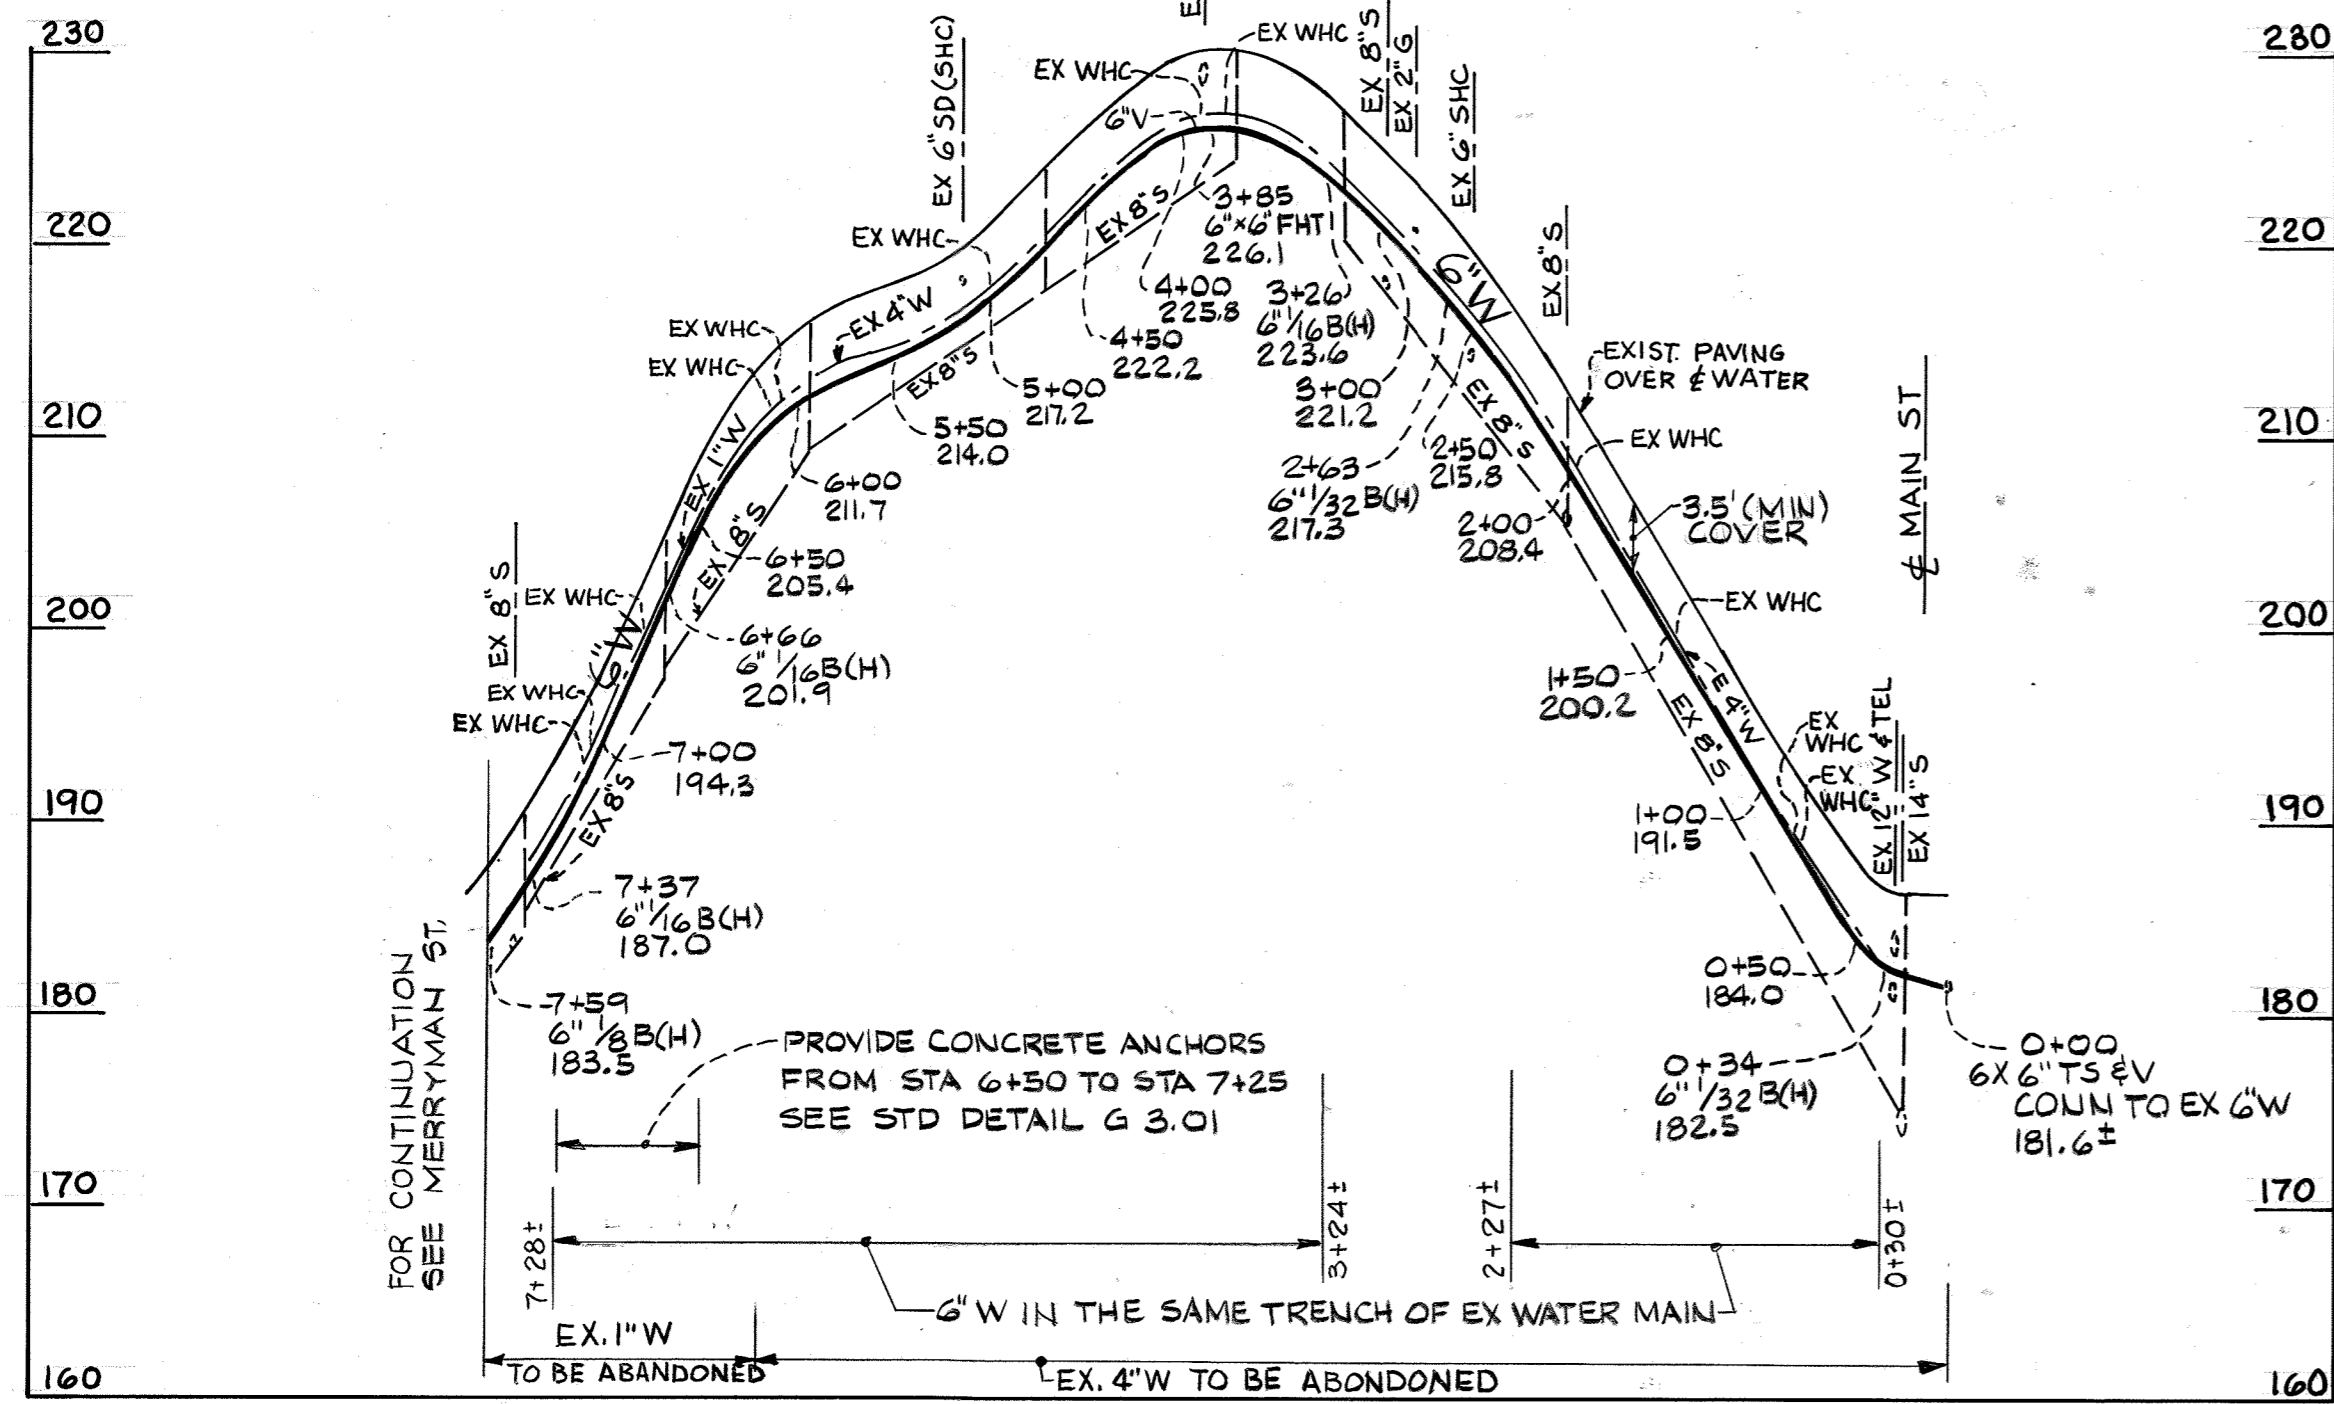 230
220
210
200
190
180
170
160
230
220
210
200
190
180
170
160
EX 6" SD (SHC)
EX WHC
EX WHC
EX 8" S
EX 2" G
EX 6" SHC
EX 8" S
6" V
EX 8" S
3+85
6"x6" FHT
226.1
4+00
225.8
4+50
222.2
5+00
217.2
5+50
214.0
6+00
211.7
6+50
205.4
6+66
6" 1/16 B(H)
201.9
7+00
194.3
7+37
6" 1/16 B(H)
187.0
7+59
6" 1/8 B(H)
183.5
EX WHC
EX 4" W
EX WHC
EX WHC
EX 8" S
EX 1" W
EX 8" S
EX 8" S
EX WHC
6" W
EX WHC
EX WHC
EX 8" S
3+26
6" 1/16 B(H)
223.6
3+00
221.2
2+63
6" 1/32 B(H)
217.3
2+50
215.8
2+00
208.4
1+50
200.2
1+00
191.5
0+50
184.0
0+34
6" 1/32 B(H)
182.5
0+00
6X 6" TS & V
CONN TO EX 6" W
181.6±
6" W
EX 8" S
EXIST. PAVING
OVER ℄ WATER
EX WHC
3.5' (MIN)
COVER
℄ MAIN ST
EX WHC
E 4" W
EX 8" S
EX
WHC
EX
WHC
EX 12" W & TEL
EX 14" S
FOR CONTINUATION
SEE MERRYMAN ST.
PROVIDE CONCRETE ANCHORS
FROM STA 6+50 TO STA 7+25
SEE STD DETAIL G 3.01
7+28±
3+24±
2+27±
0+30±
6" W IN THE SAME TRENCH OF EX WATER MAIN
EX. 1" W
TO BE ABANDONED
EX. 4" W TO BE ABONDONED